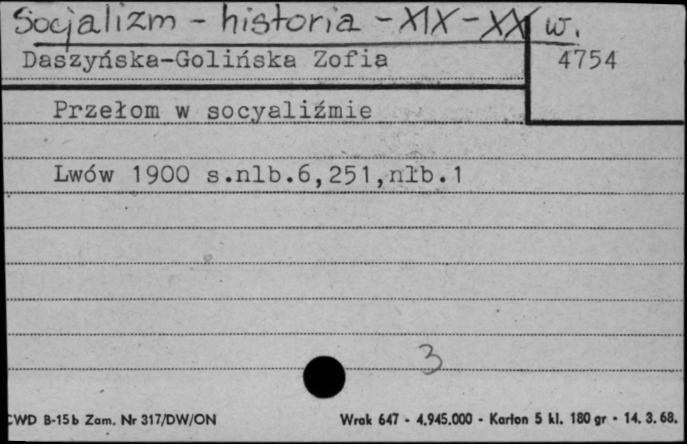 Socjalizm - historia - XIX - XX w.
Daszyńska-Golińska Zofia
4754
Przełom w socyaliźmie
Lwów 1900 s.nlb.6,251,nlb.1
3
CWD B-15b Zam. Nr 317/DW/ON
Wrak 647 - 4.945.000 - Karton 5 kl. 180 gr - 14. 3. 68.